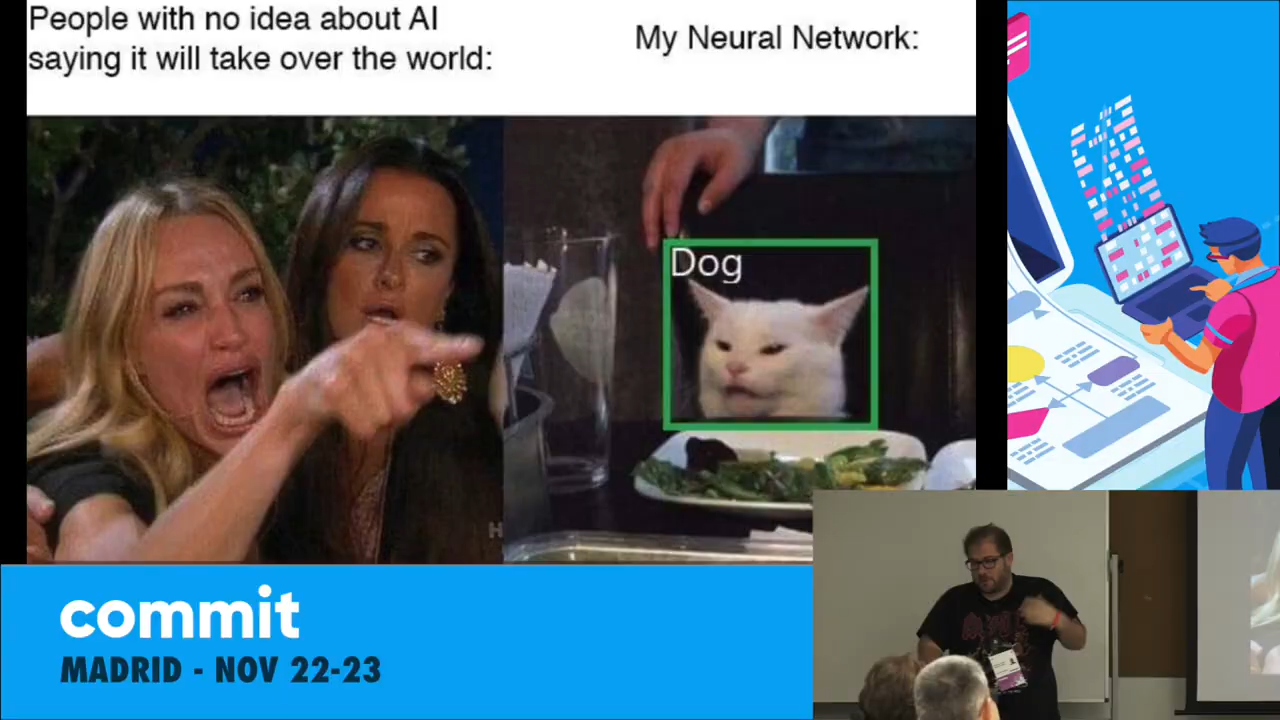 People with no idea about AI
saying it will take over the world:
My Neural Network:
Dog
H
commit
MADRID - NOV 22-23